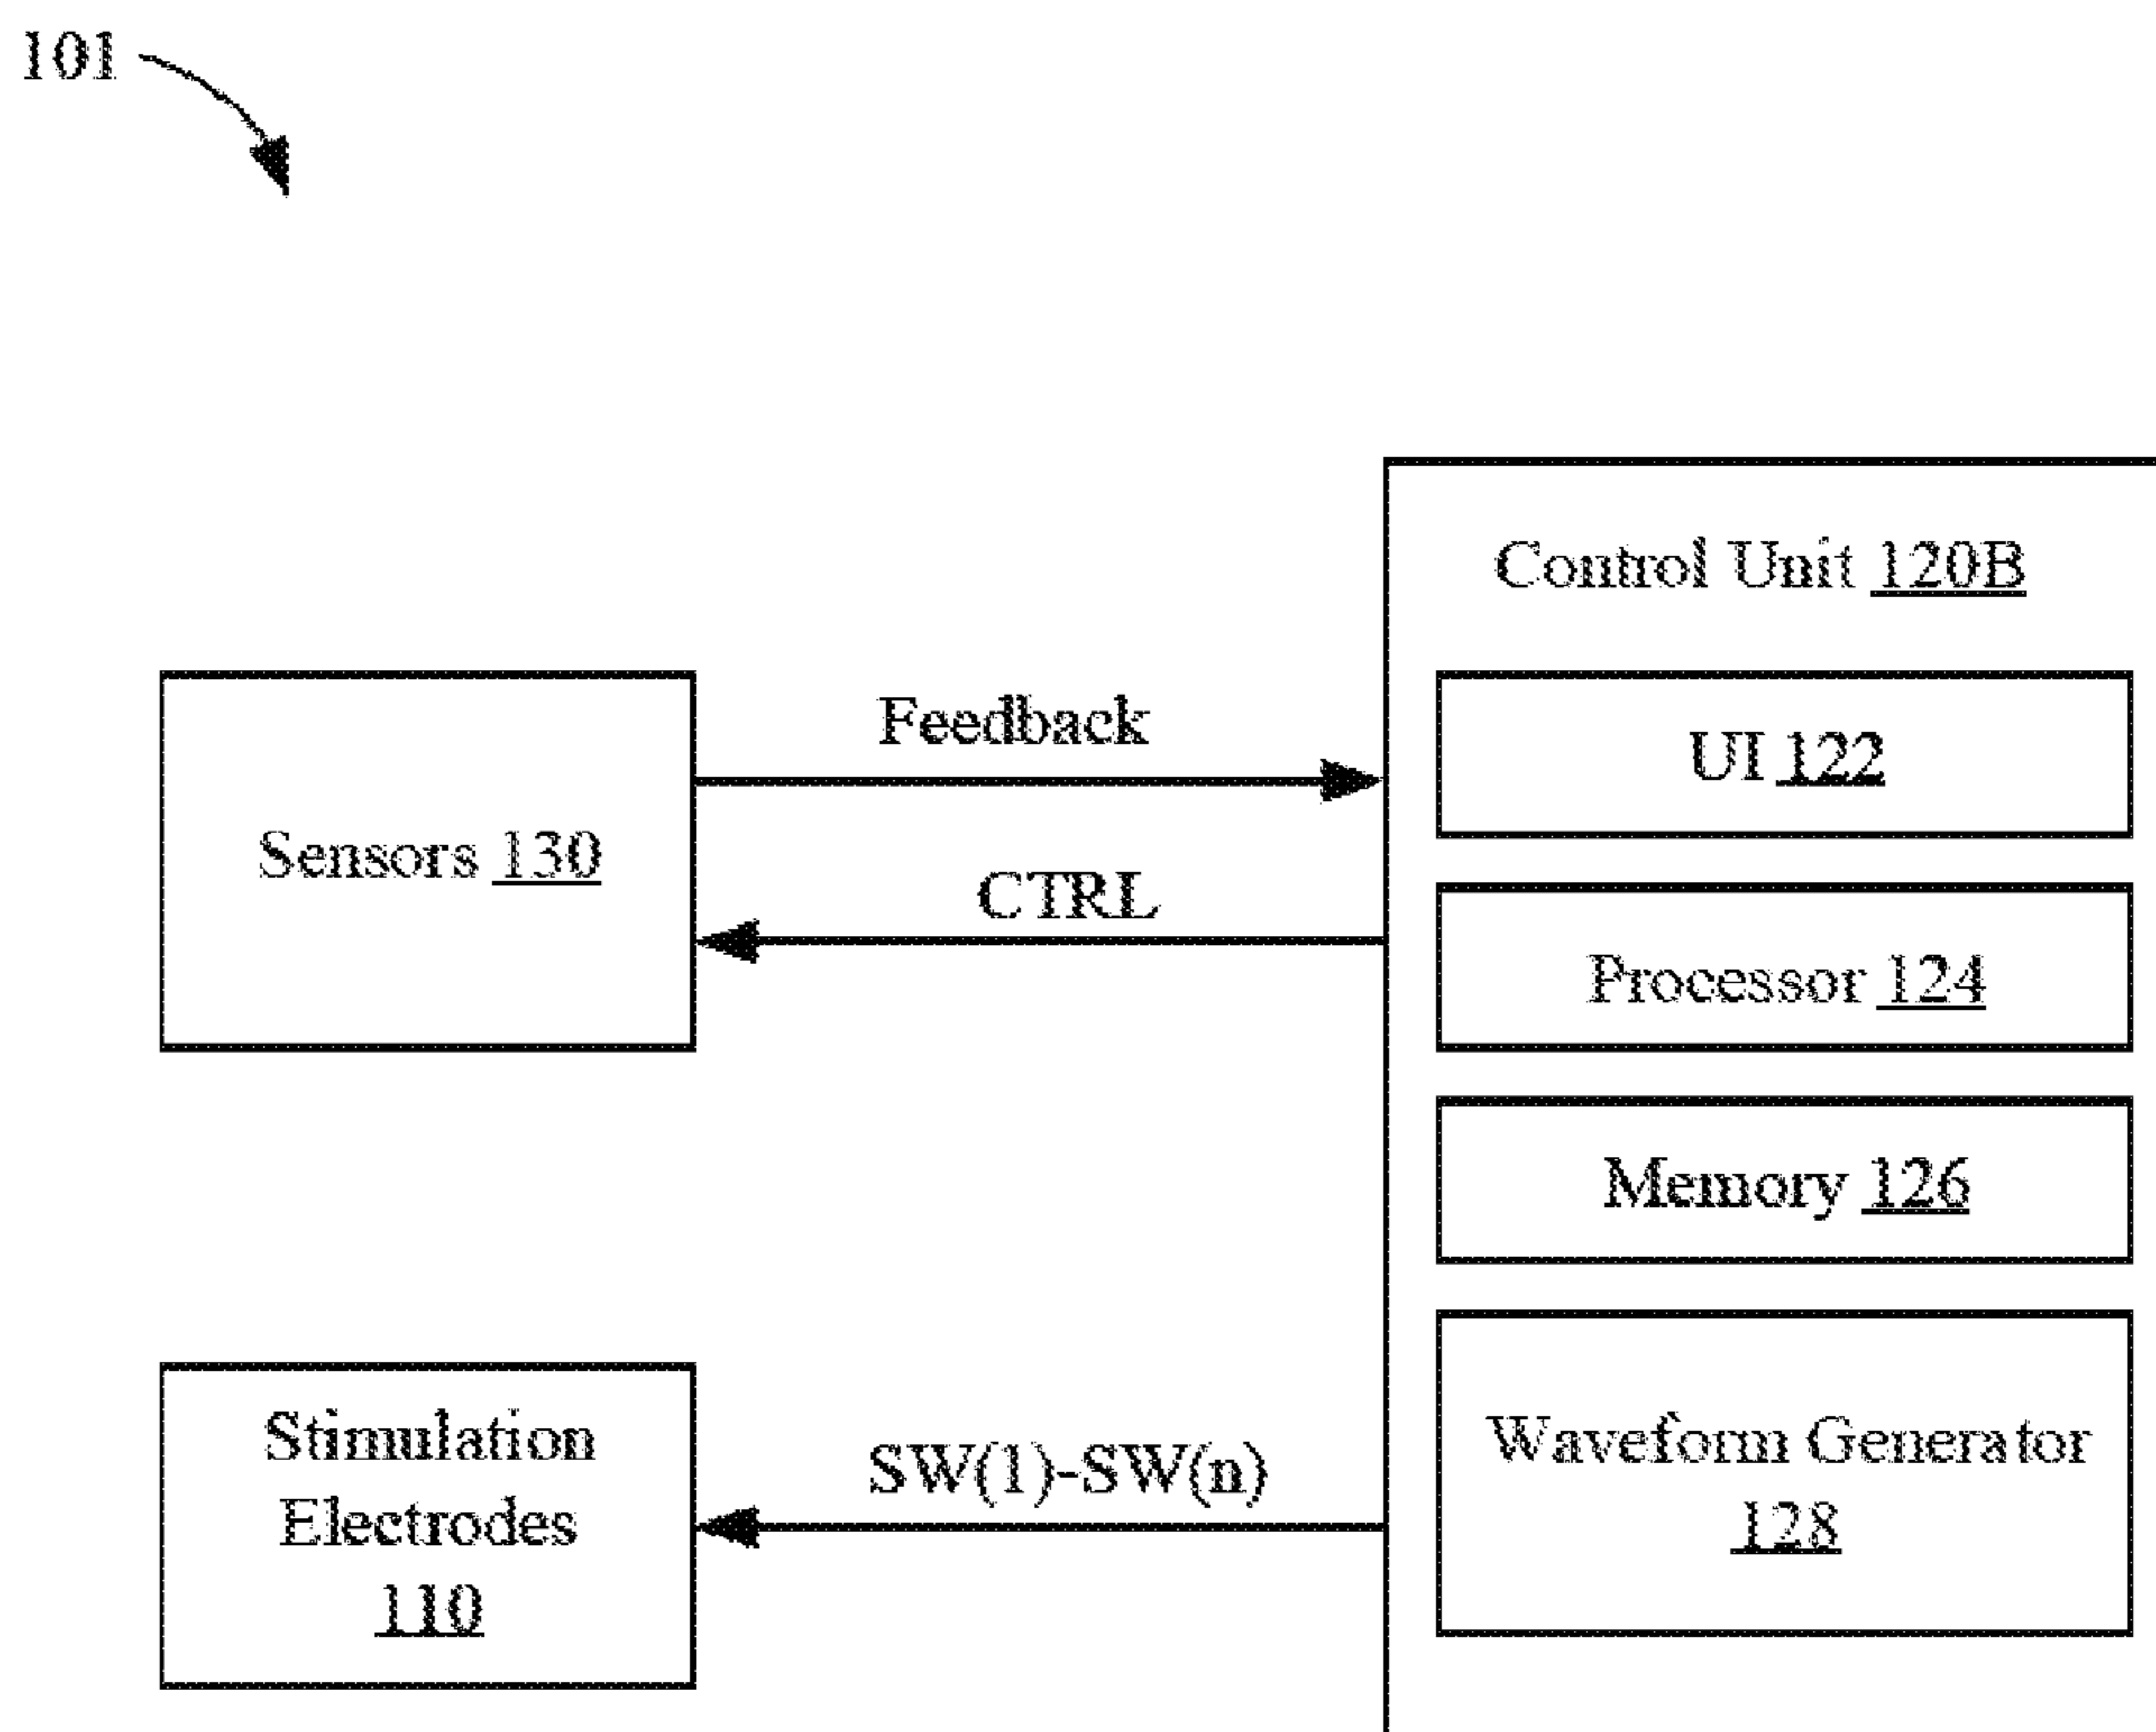 101
Control Unit 120B
Feedback
UI 122
Sensors 130
CTRL
Processor 124
Memory 126
Stimulation
Electrodes
110
SW(1)-SW(n)
Waveform Generator
128